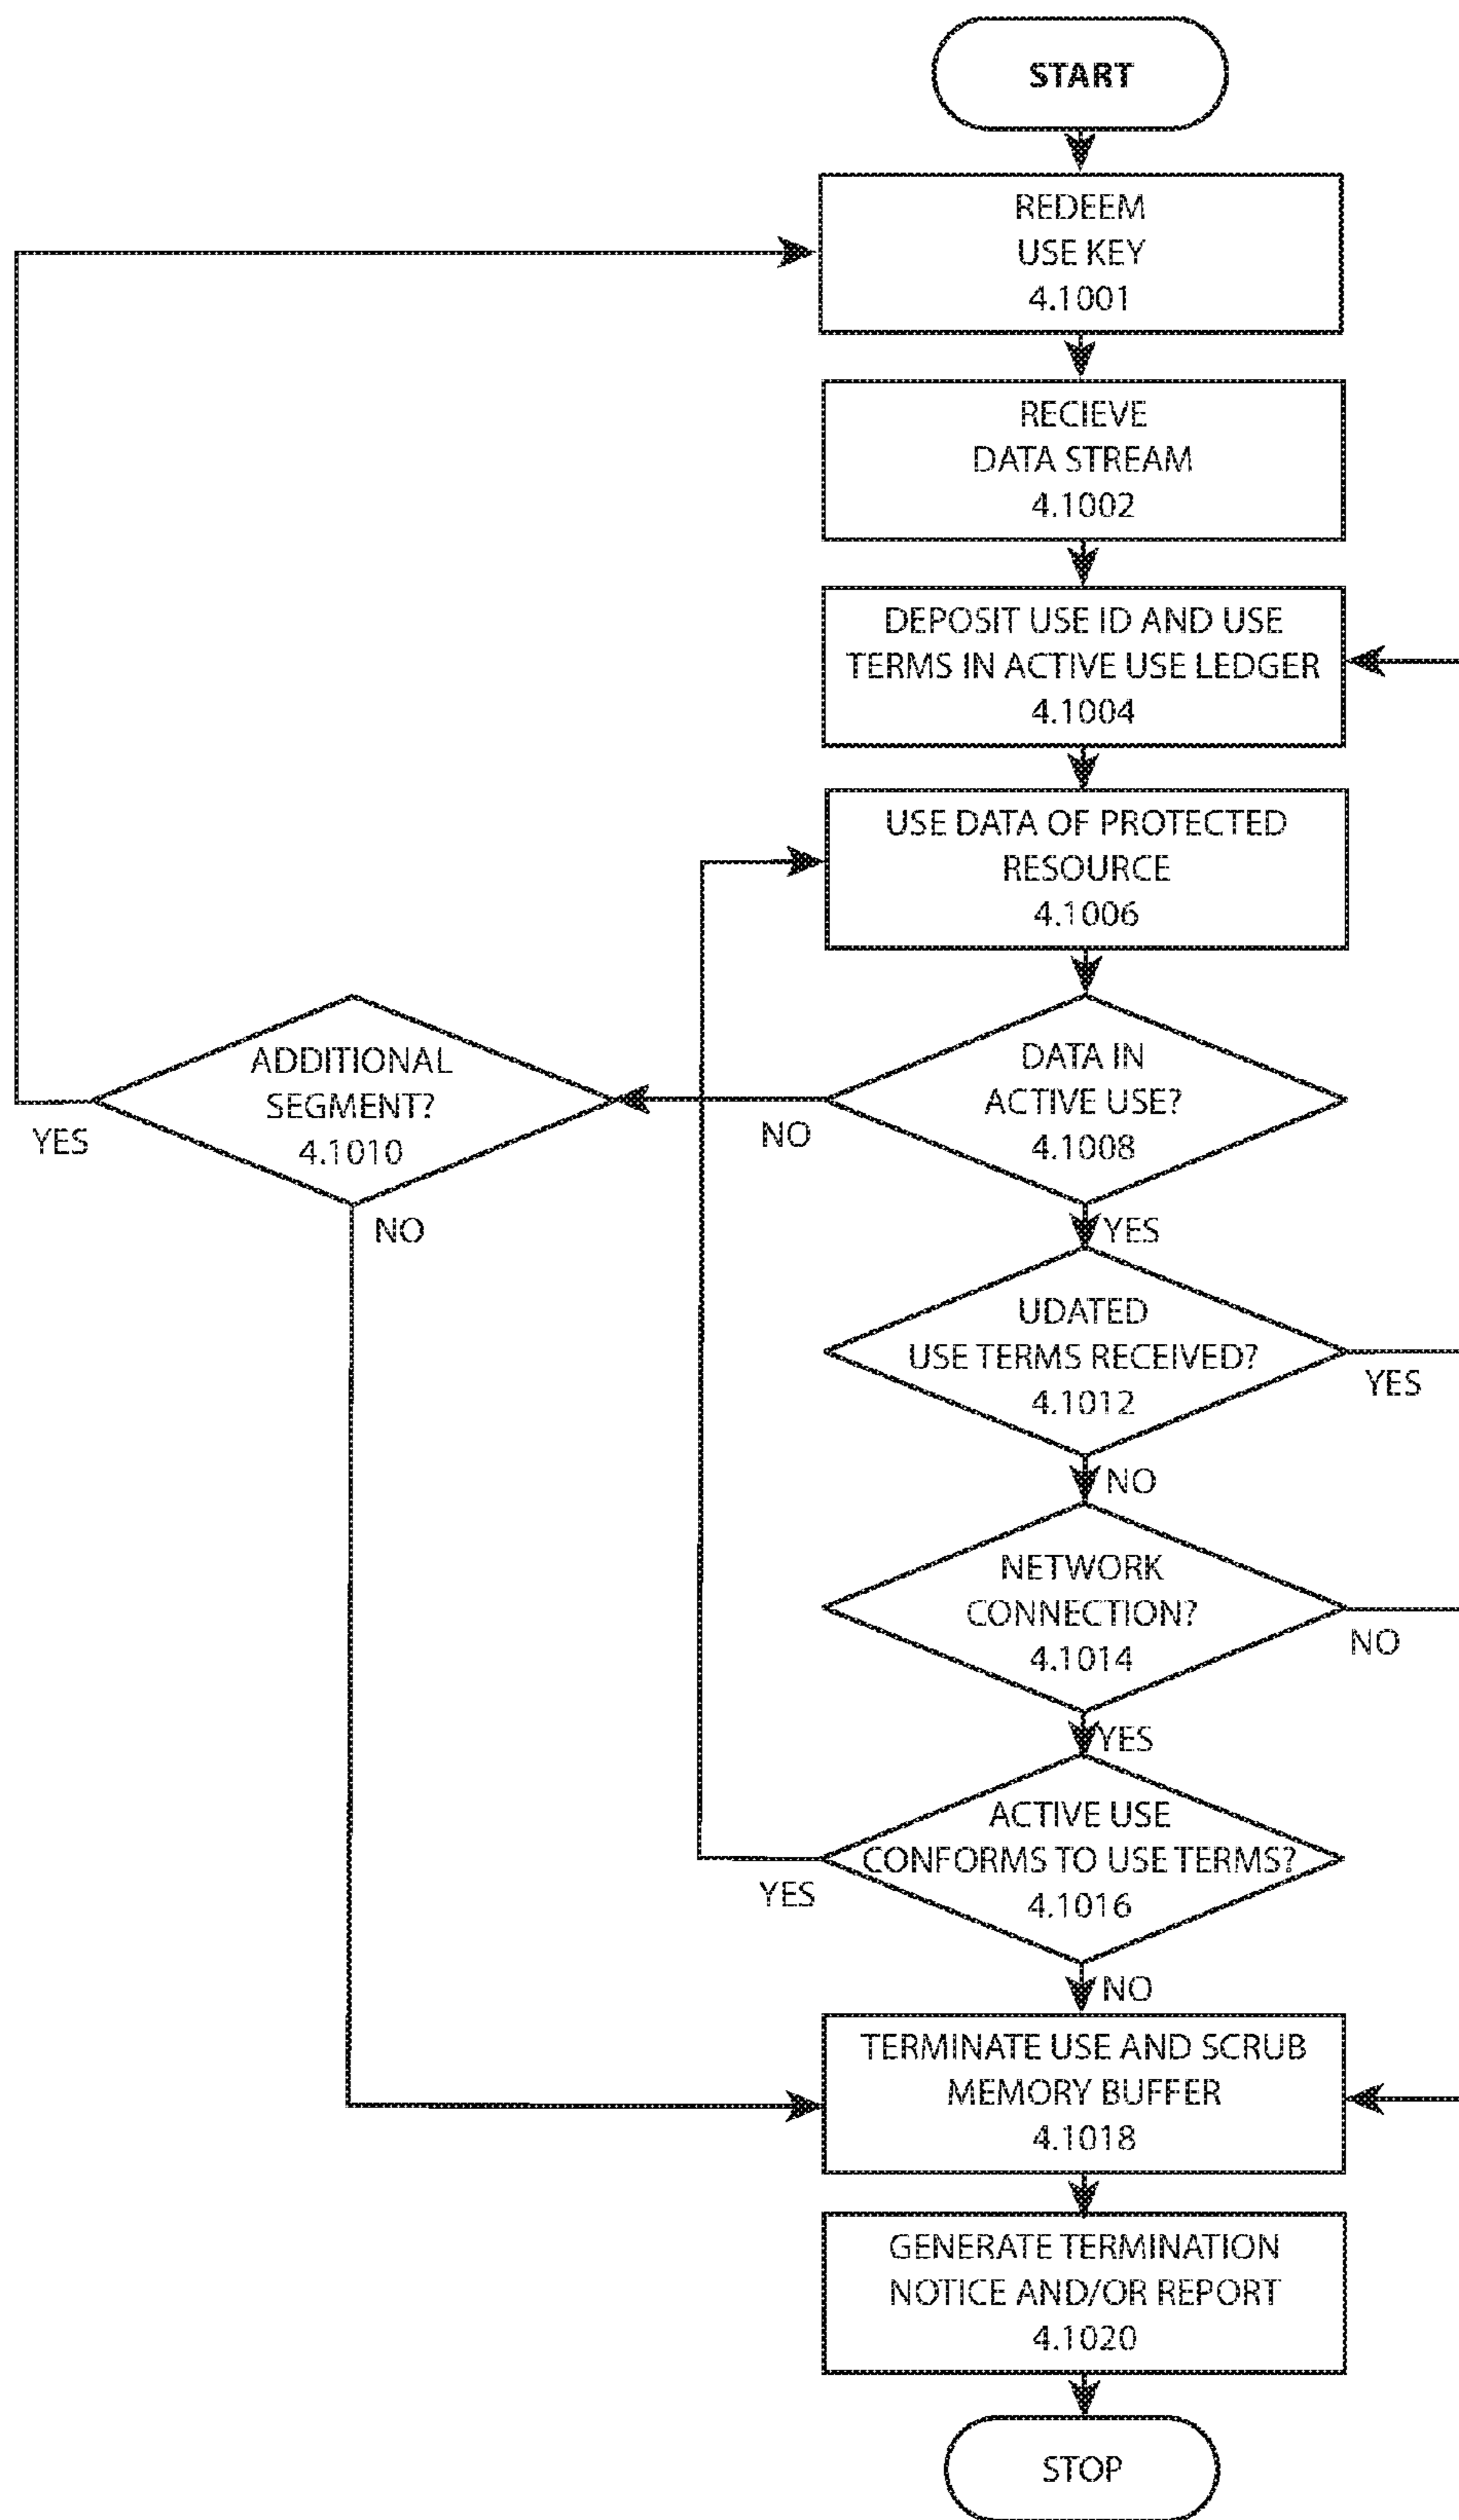 START
REDEEM
USE KEY
4.1001
RECIEVE
DATA STREAM
4.1002
DEPOSIT USE ID AND USE
TERMS IN ACTIVE USE LEDGER
4.1004
USE DATA OF PROTECTED
RESOURCE
4.1006
DATA IN
ACTIVE USE?
4.1008
NO
YES
ADDITIONAL
SEGMENT?
4.1010
YES
NO
UDATED
USE TERMS RECEIVED?
4.1012
YES
NO
NETWORK
CONNECTION?
4.1014
NO
YES
ACTIVE USE
CONFORMS TO USE TERMS?
4.1016
YES
NO
TERMINATE USE AND SCRUB
MEMORY BUFFER
4.1018
GENERATE TERMINATION
NOTICE AND/OR REPORT
4.1020
STOP